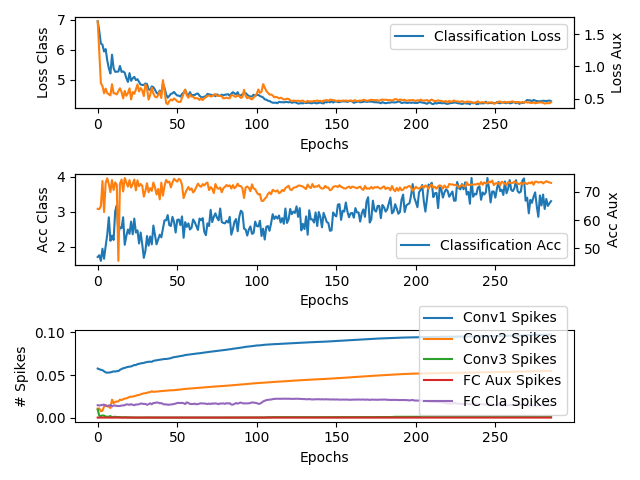 7
6
5
Loss Class
Classification Loss
1.5
1.0
0.5
Loss Aux
0 50 100 150 200 250
Epochs
4
3
2
Acc Class
Classification Acc
70
60
50
Acc Aux
0 50 100 150 200 250
Epochs
0.10
0.05
0.00
# Spikes
Conv1 Spikes
Conv2 Spikes
Conv3 Spikes
FC Aux Spikes
FC Cla Spikes
0 50 100 150 200 250
Epochs